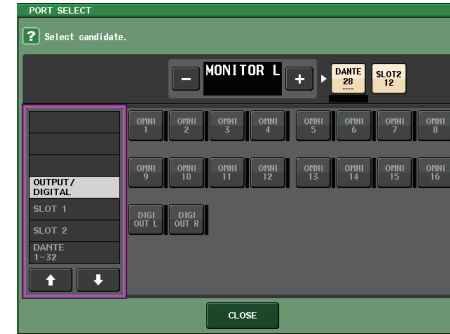 PORT SELECT
? Select candidate.
− MONITOR L + DANTE 28 ---- SLOT2 12
OMNI 1 OMNI 2 OMNI 3 OMNI 4 OMNI 5 OMNI 6 OMNI 7 OMNI 8
OMNI 9 OMNI 10 OMNI 11 OMNI 12 OMNI 13 OMNI 14 OMNI 15 OMNI 16
OUTPUT/
DIGITAL
SLOT 1
SLOT 2
DANTE
1-32
DIGI OUT L DIGI OUT R
CLOSE